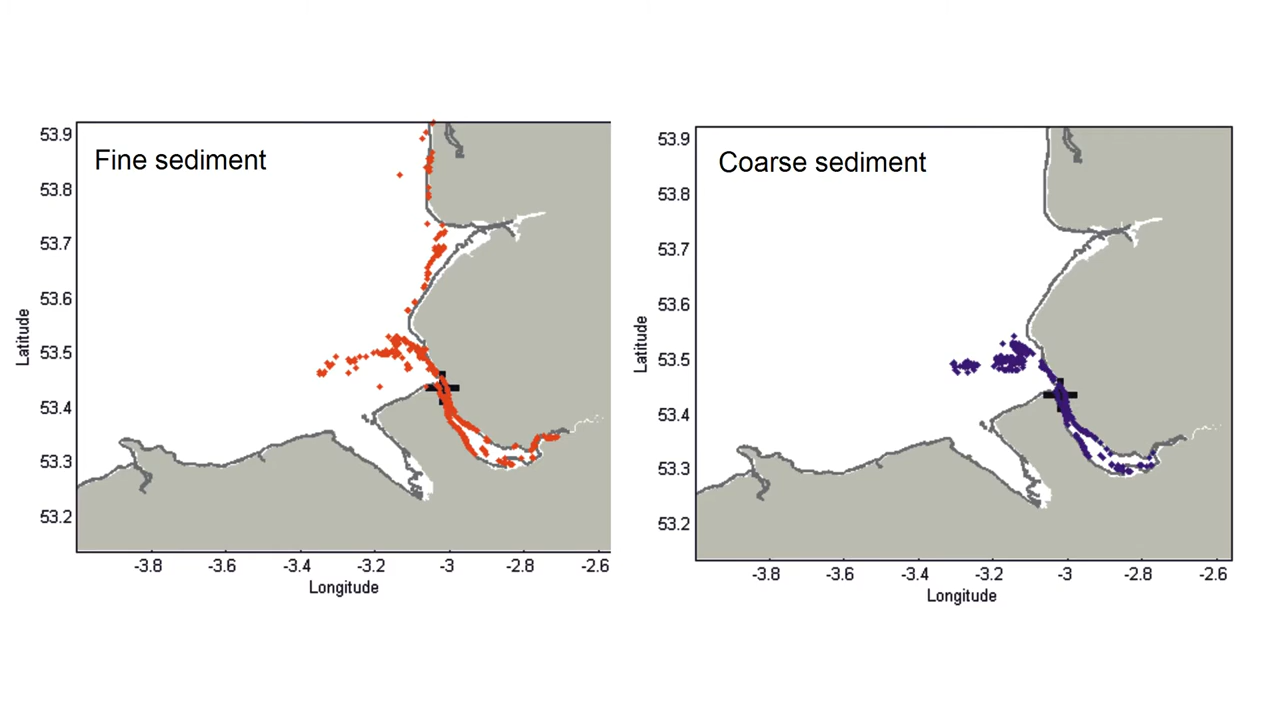 Fine sediment
53.9
53.8
53.7
53.6
53.5
53.4
53.3
53.2
Latitude
-3.8 -3.6 -3.4 -3.2 -3 -2.8 -2.6
Longitude
Coarse sediment
53.9
53.8
53.7
53.6
53.5
53.4
53.3
53.2
Latitude
-3.8 -3.6 -3.4 -3.2 -3 -2.8 -2.6
Longitude